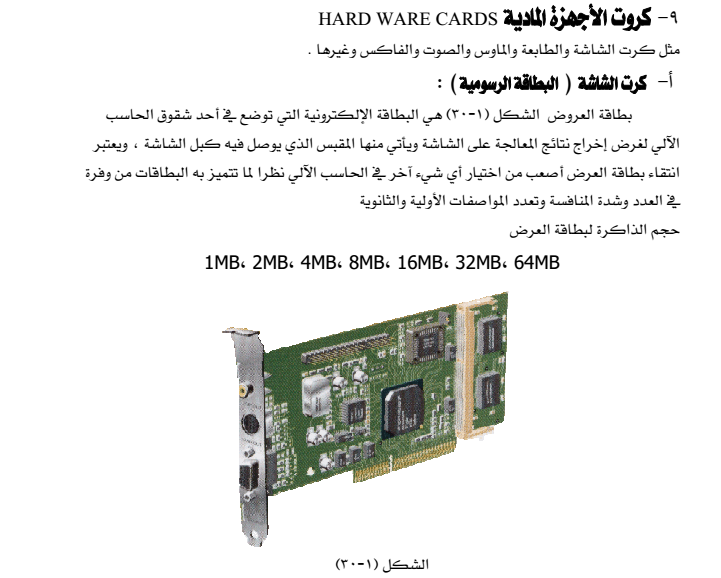 ٩- كروت الأجهزة المادية HARD WARE CARDS
مثل كرت الشاشة والطابعة والماوس والصوت والفاكس وغيرها .
أ- كرت الشاشة ( البطاقة الرسومية ) :
بطاقة العروض الشكل (١-٣٠) هي البطاقة الإلكترونية التي توضع في أحد شقوق الحاسب
الآلي لغرض إخراج نتائج المعالجة على الشاشة ويأتي منها المقبس الذي يوصل فيه كبل الشاشة ، ويعتبر
انتقاء بطاقة العرض أصعب من اختيار أي شيء آخر في الحاسب الآلي نظرا لما تتميز به البطاقات من وفرة
في العدد وشدة المنافسة وتعدد المواصفات الأولية والثانوية
حجم الذاكرة لبطاقة العرض
1MB، 2MB، 4MB، 8MB، 16MB، 32MB، 64MB
الشكل (١-٣٠)